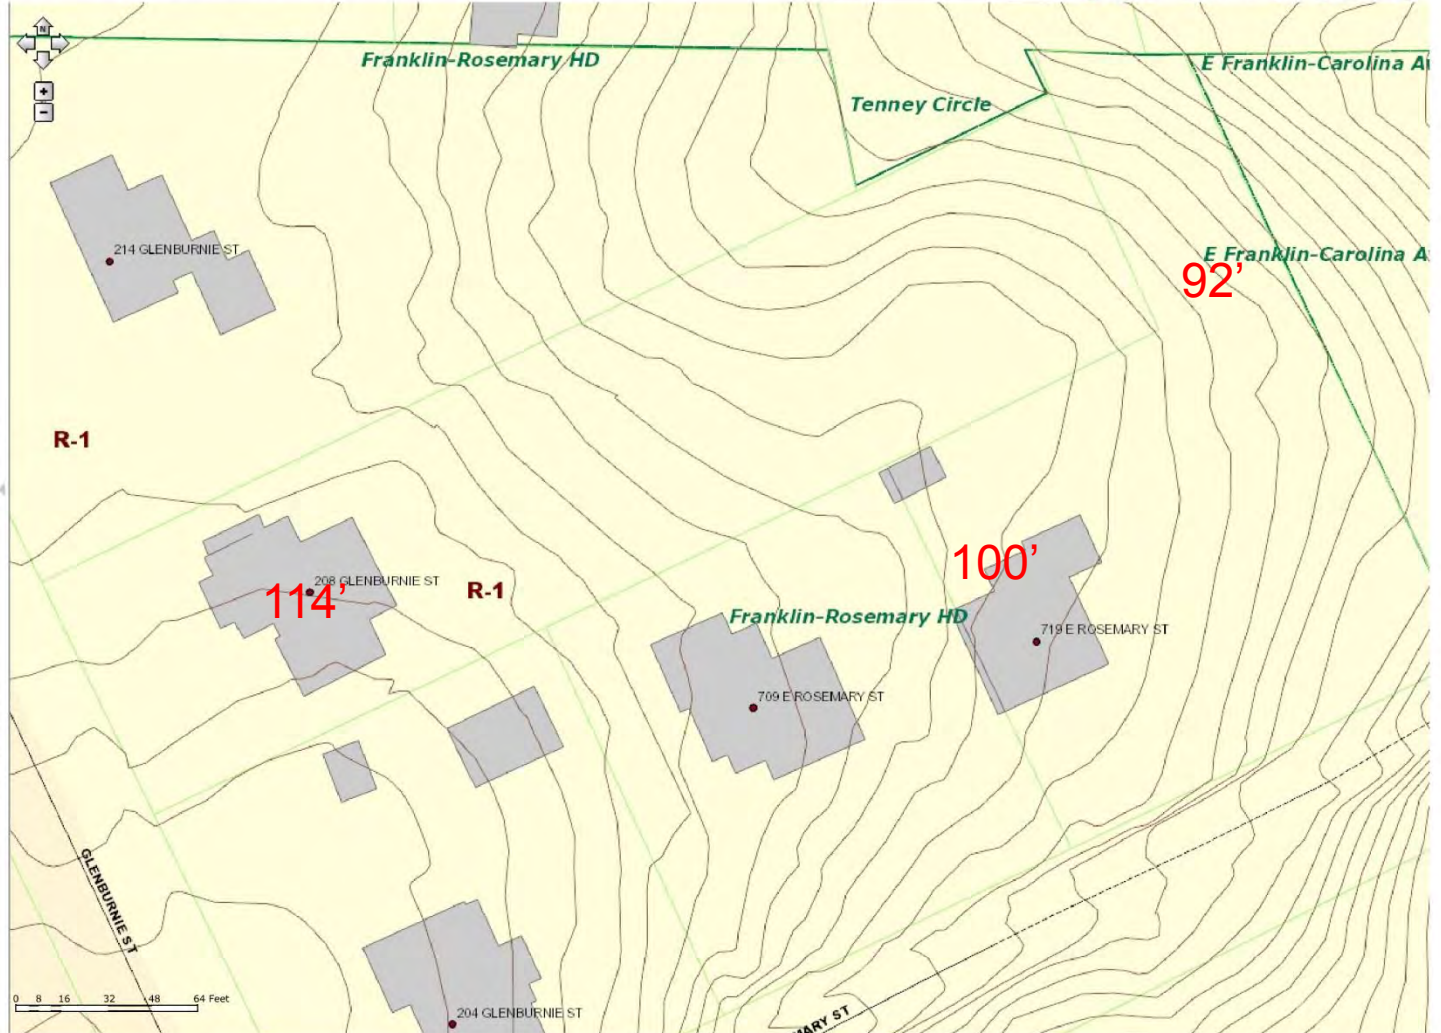 N
Franklin-Rosemary HD
E Franklin-Carolina A
Tenney Circle
+
-
214 GLENBURNIE ST
E Franklin-Carolina A
92’
R-1
100’
208 GLENBURNIE ST
R-1
114’
Franklin-Rosemary HD
719 E ROSEMARY ST
709 E ROSEMARY ST
GLENBURNIE ST
0 8 16 32 48 64 Feet
204 GLENBURNIE ST
MARY ST